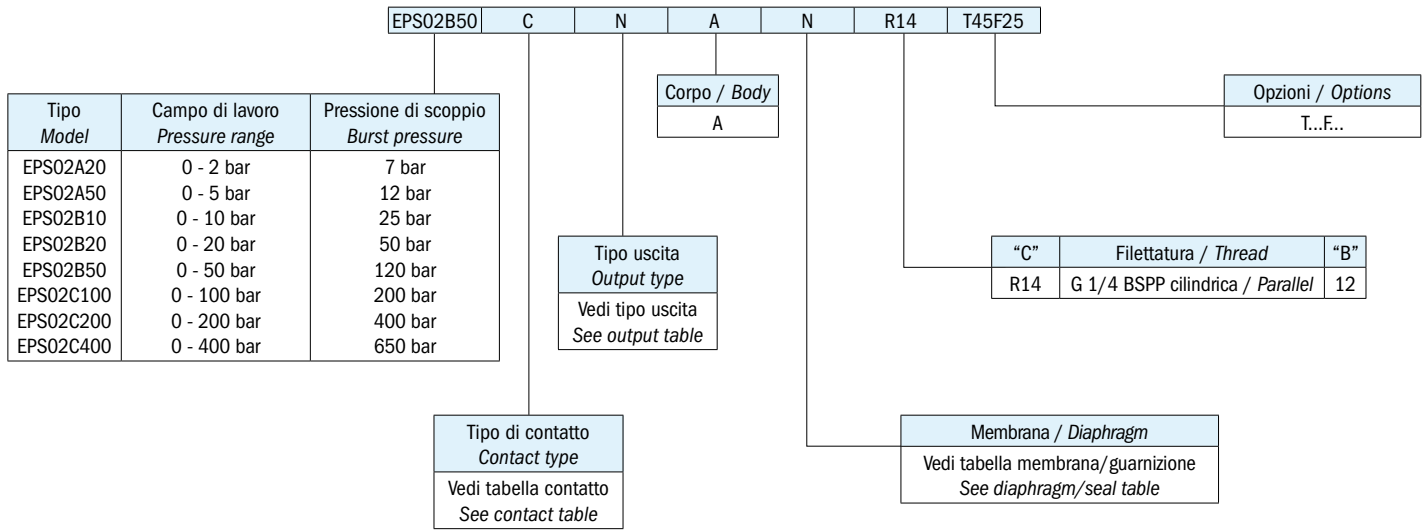 EPS02B50 C N A N R14 T45F25
Tipo Campo di lavoro Pressione di scoppio
Model Pressure range Burst pressure
EPS02A20 0 - 2 bar 7 bar
EPS02A50 0 - 5 bar 12 bar
EPS02B10 0 - 10 bar 25 bar
EPS02B20 0 - 20 bar 50 bar
EPS02B50 0 - 50 bar 120 bar
EPS02C100 0 - 100 bar 200 bar
EPS02C200 0 - 200 bar 400 bar
EPS02C400 0 - 400 bar 650 bar
Corpo / Body
A
Opzioni / Options
T...F...
Tipo uscita
Output type
Vedi tipo uscita
See output table
“C” Filettatura / Thread “B”
R14 G 1/4 BSPP cilindrica / Parallel 12
Tipo di contatto
Contact type
Vedi tabella contatto
See contact table
Membrana / Diaphragm
Vedi tabella membrana/guarnizione
See diaphragm/seal table